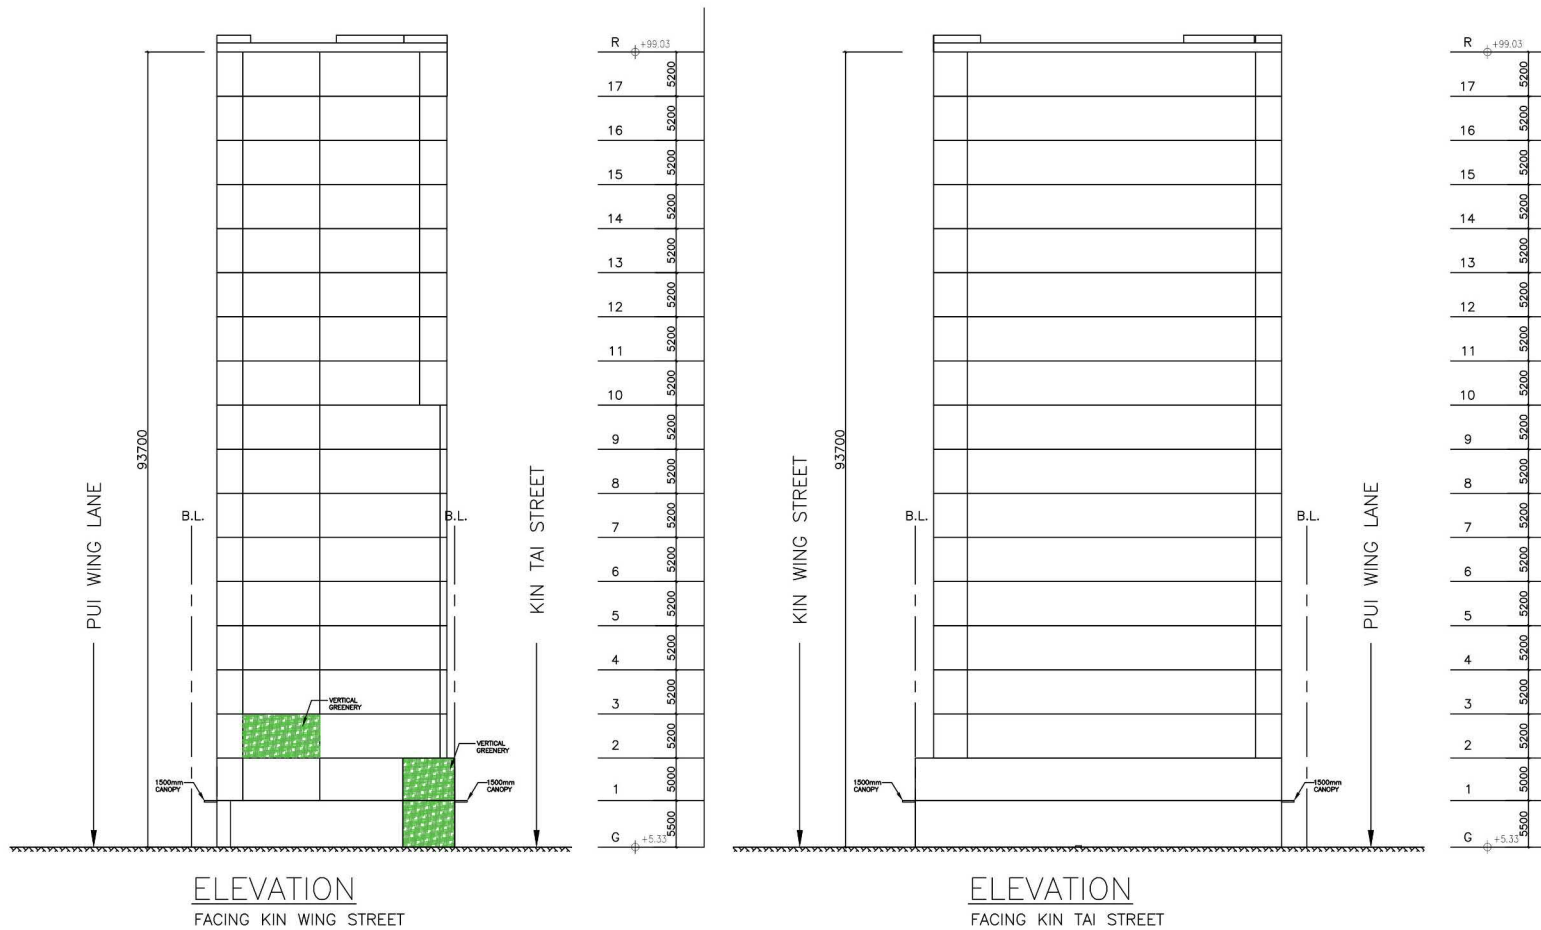 R +99.03
5200
17
5200
16
5200
15
5200
14
5200
13
5200
12
5200
11
5200
10
5200
9
5200
8
5200
7
5200
6
5200
5
5200
4
5200
3
5200
2
5200
1
5000
G +5.33
5500
93700
PUI WING LANE
B.L.
B.L.
KIN TAI STREET
VERTICAL
GREENERY
VERTICAL
GREENERY
1500mm
CANOPY
1500mm
CANOPY
ELEVATION
FACING KIN WING STREET
R +99.03
5200
17
5200
16
5200
15
5200
14
5200
13
5200
12
5200
11
5200
10
5200
9
5200
8
5200
7
5200
6
5200
5
5200
4
5200
3
5200
2
5200
1
5000
G +5.33
5500
93700
KIN WING STREET
B.L.
B.L.
PUI WING LANE
1500mm
CANOPY
1500mm
CANOPY
ELEVATION
FACING KIN TAI STREET